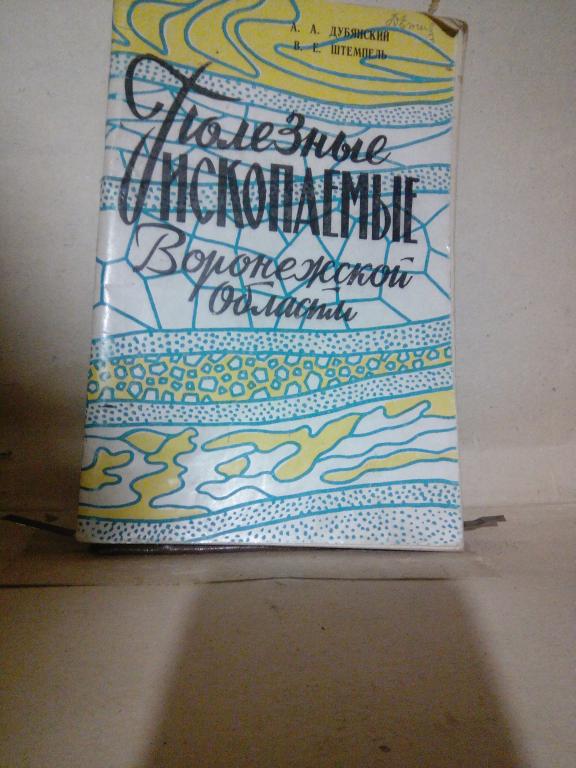 А. А. ДУБЯНСКИЙ
В. Е. ШТЕМПЕЛЬ
Полезные
ИСКОПАЕМЫЕ
Воронежской
области